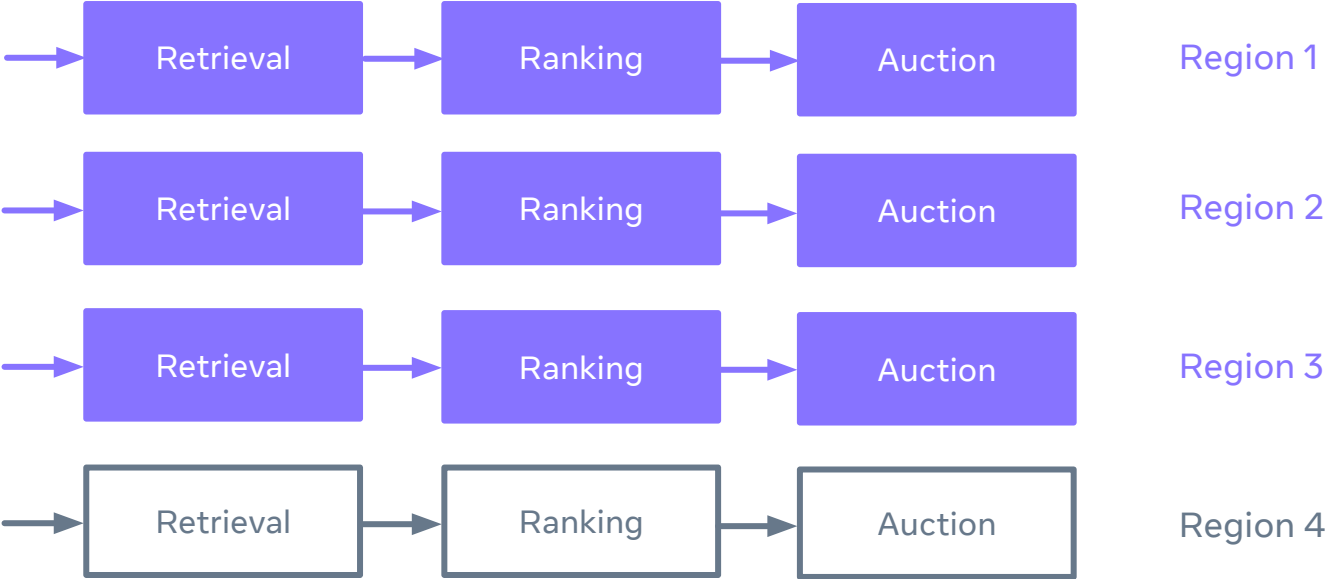 Retrieval Ranking Auction Region 1
Retrieval Ranking Auction Region 2
Retrieval Ranking Auction Region 3
Retrieval Ranking Auction Region 4